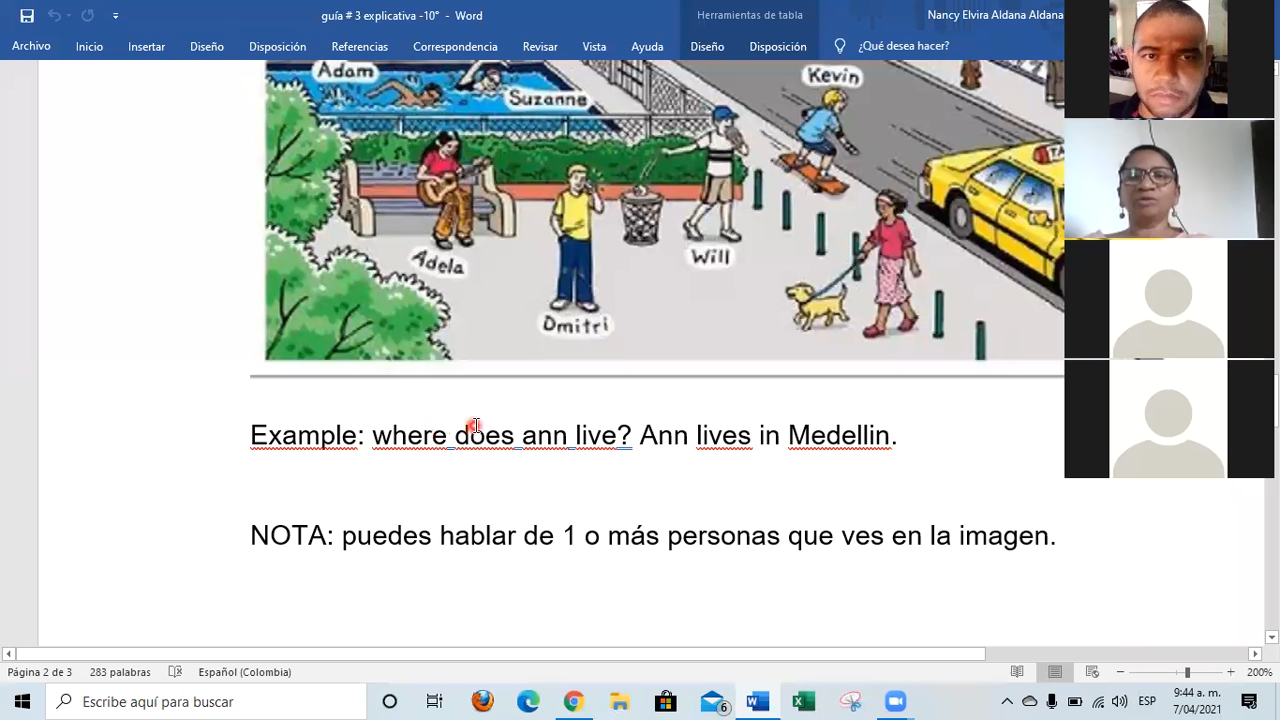 guía # 3 explicativa -10° - Word
Herramientas de tabla
Nancy Elvira Aldana Aldana
Archivo Inicio Insertar Diseño Disposición Referencias Correspondencia Revisar Vista Ayuda Diseño Disposición ¿Qué desea hacer?
Adam
Kevin
Suzanne
Adela
Will
Dmitri
Example: where does ann live? Ann lives in Medellin.
NOTA: puedes hablar de 1 o más personas que ves en la imagen.
Página 2 de 3 283 palabras Español (Colombia) 200%
Escribe aquí para buscar
6
ESP
9:44 a. m.
7/04/2021